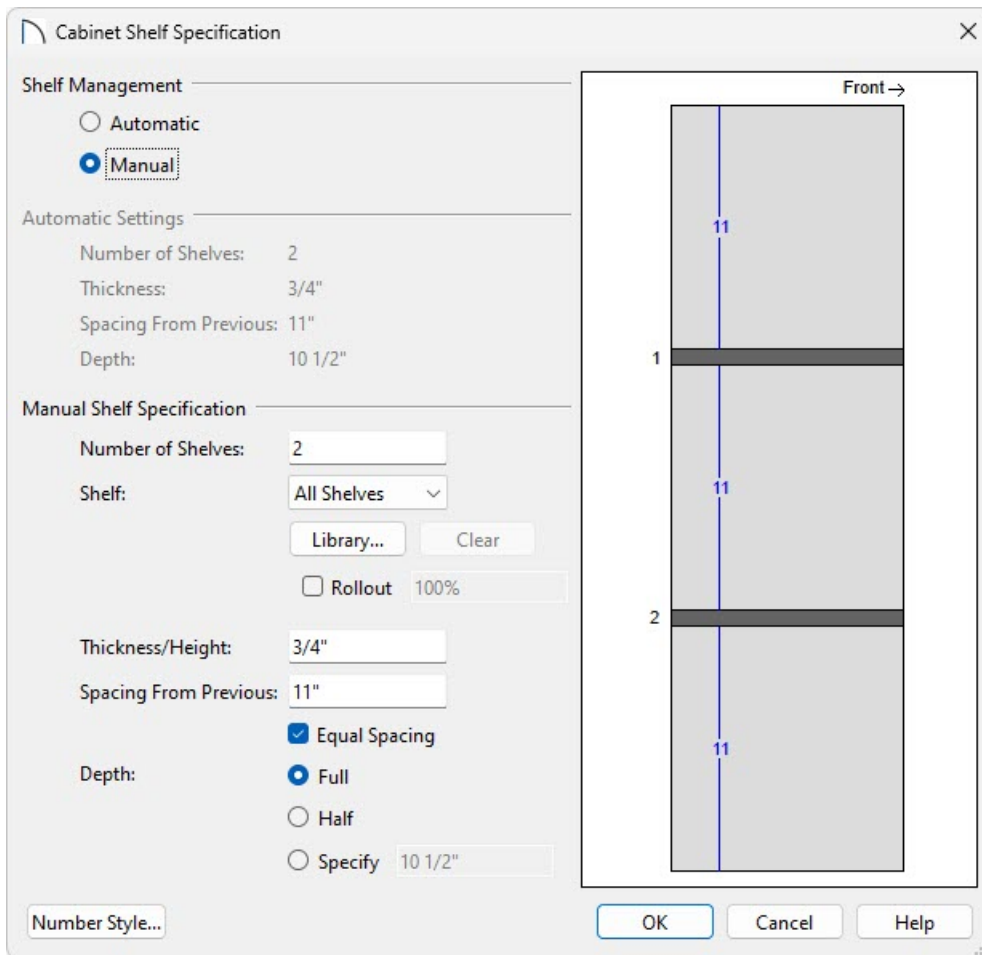 Cabinet Shelf Specification
Shelf Management
Automatic
Manual
Automatic Settings
Number of Shelves: 2
Thickness: 3/4"
Spacing From Previous: 11"
Depth: 10 1/2"
Manual Shelf Specification
Number of Shelves: 2
Shelf: All Shelves
Library... Clear
Rollout 100%
Thickness/Height: 3/4"
Spacing From Previous: 11"
Equal Spacing
Depth: Full
Half
Specify 10 1/2"
Number Style...
Front
11
1
11
2
11
OK Cancel Help